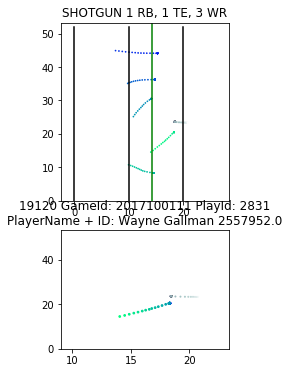 SHOTGUN 1 RB, 1 TE, 3 WR
50
40
30
20
10
0
0 10 20
19120 GameId: 2017100111 PlayId: 2831
PlayerName + ID: Wayne Gallman 2557952.0
40
20
0
10 15 20